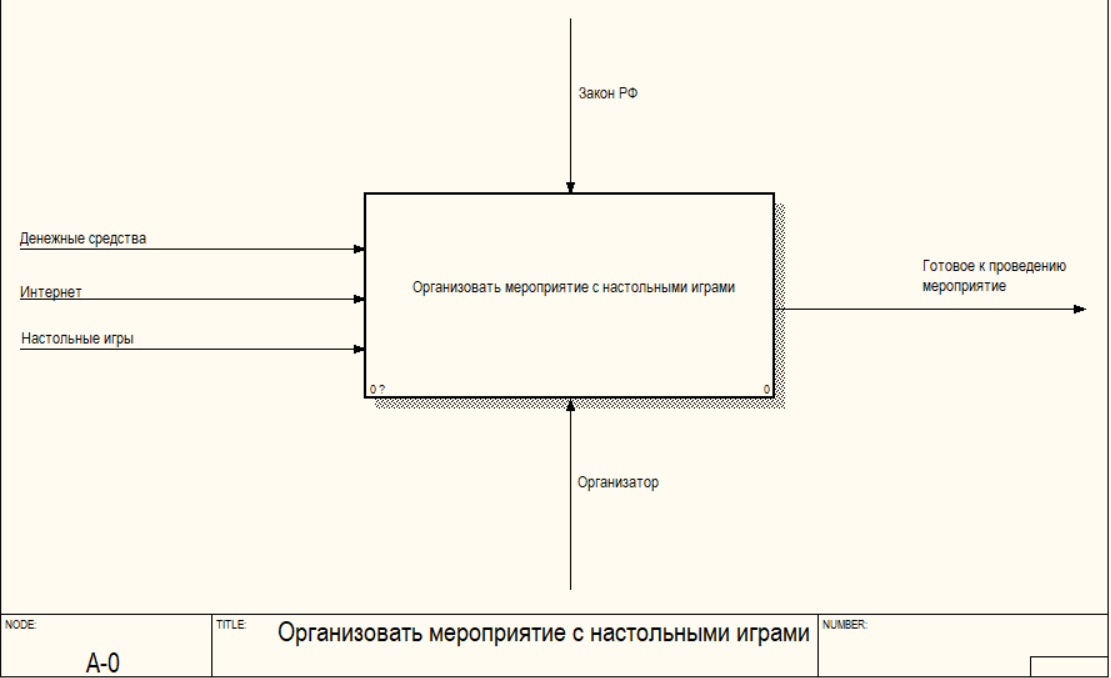 Закон РФ
Денежные средства
Интернет
Настольные игры
Организовать мероприятие с настольными играми
0 ?
0
Готовое к проведению
мероприятие
Организатор
NODE:
A-0
TITLE:
Организовать мероприятие с настольными играми
NUMBER: